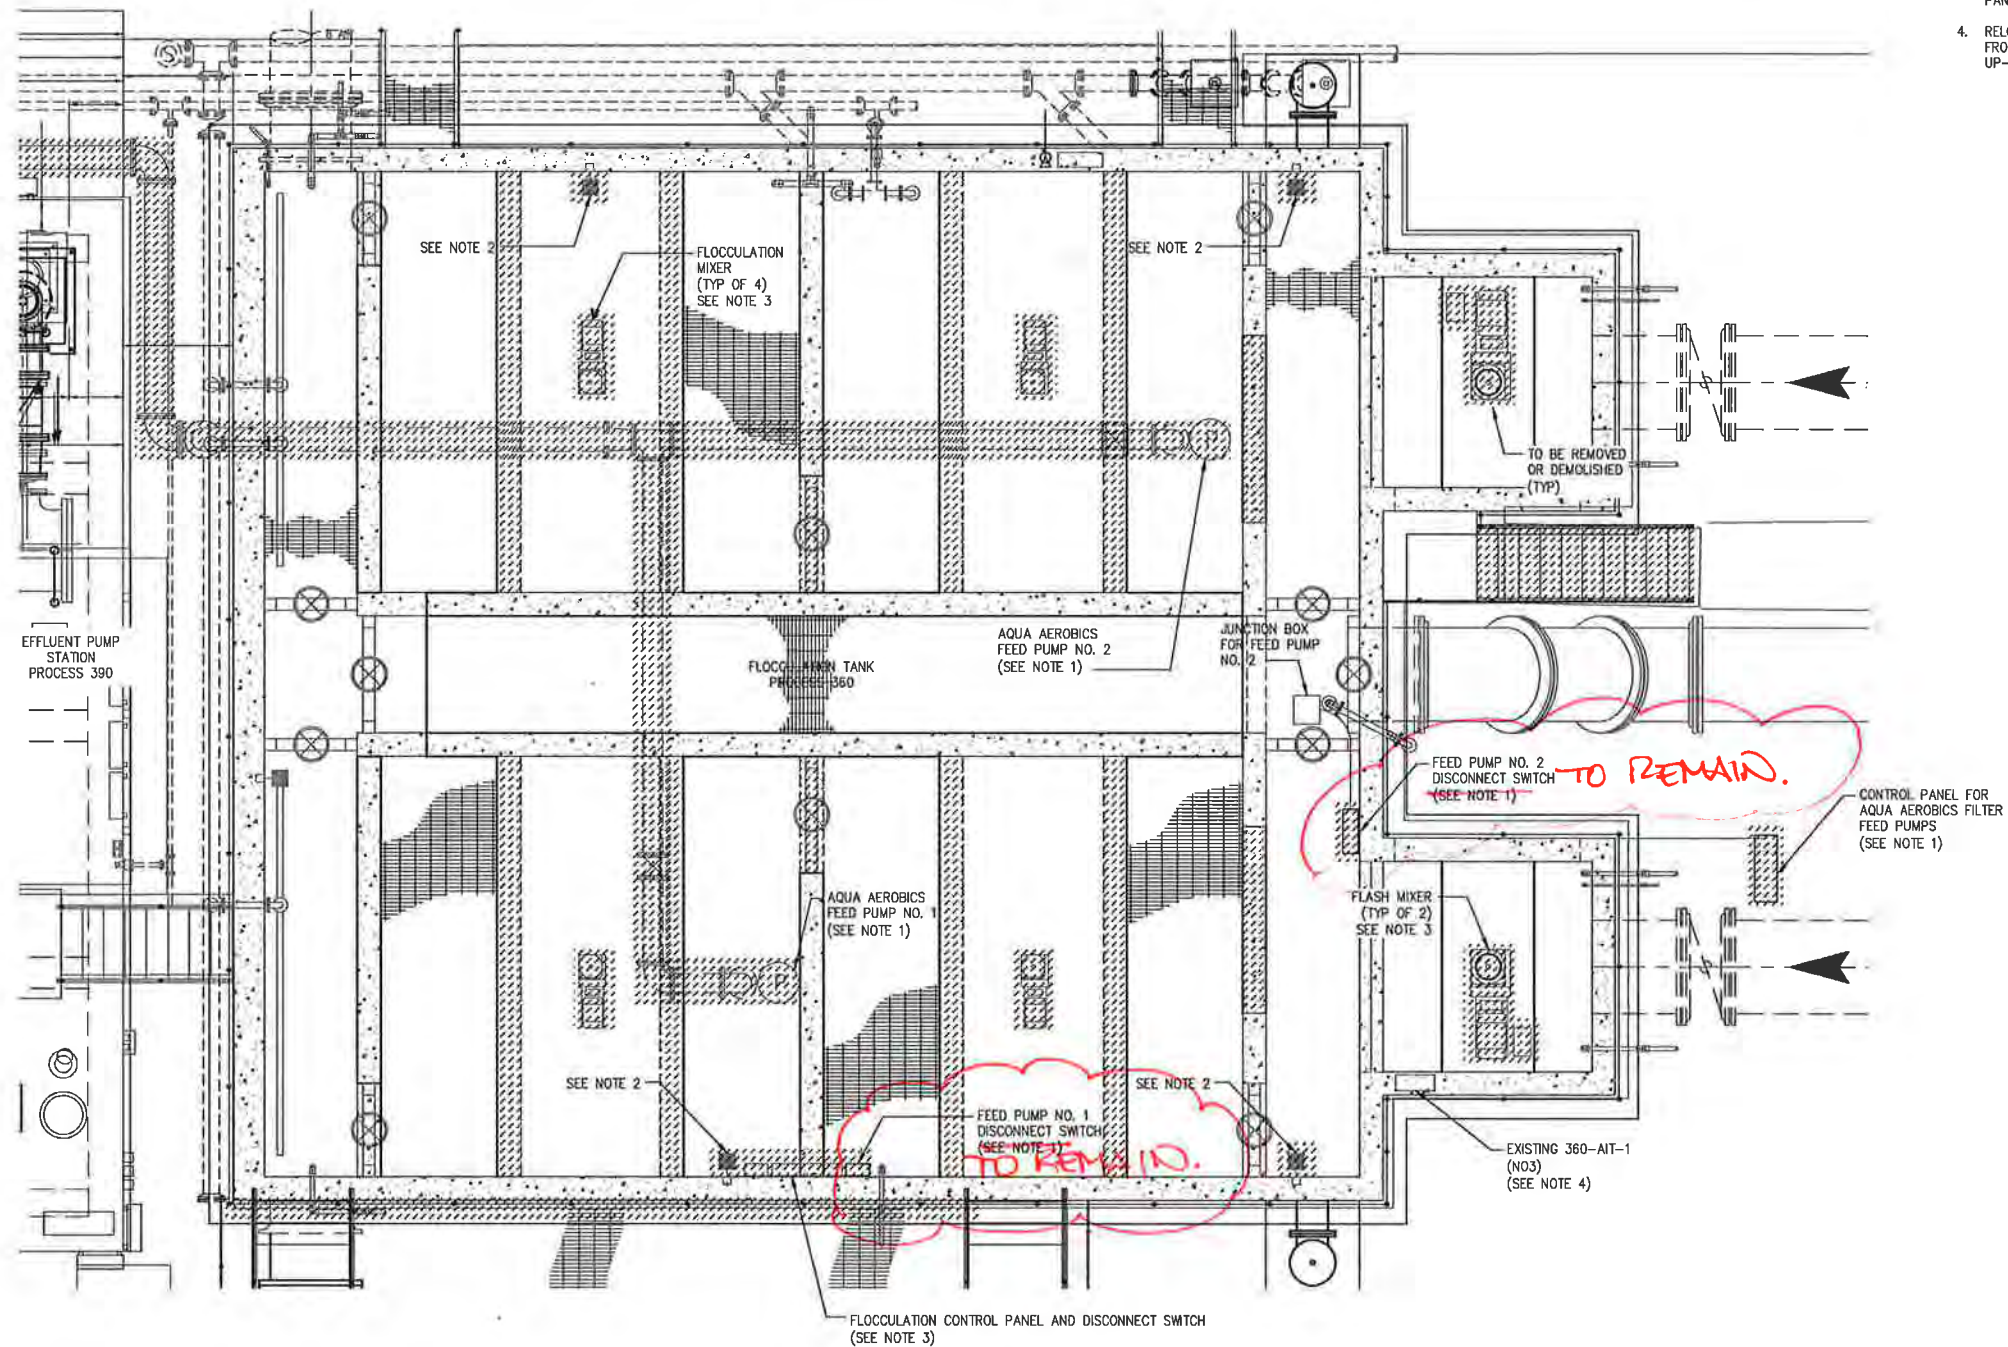 4. RELO
FRO
UP-
SEE NOTE 2
FLOCCULATION
MIXER
(TYP OF 4)
SEE NOTE 3
SEE NOTE 2
TO BE REMOVED
OR DEMOLISHED
(TYP)
P
EFFLUENT PUMP
STATION
PROCESS 390
AQUA AEROBICS
FEED PUMP NO. 2
(SEE NOTE 1)
JUNCTION BOX
FOR FEED PUMP
NO. 2
TANK
FEED PUMP NO. 2
DISCONNECT SWITCH
(SEE NOTE 1)
TO REMAIN.
CONTROL PANEL FOR
AQUA AEROBICS FILTER
FEED PUMPS
(SEE NOTE 1)
AQUA AEROBICS
FEED PUMP NO. 1
(SEE NOTE 1)
FLASH MIXER
(TYP OF 2)
SEE NOTE 3
P
SEE NOTE 2
FEED PUMP NO. 1
DISCONNECT SWITCH
(SEE NOTE 1)
TO REMAIN.
SEE NOTE 2
EXISTING 360-AIT-1
(NO3)
(SEE NOTE 4)
FLOCCULATION CONTROL PANEL AND DISCONNECT SWITCH
(SEE NOTE 3)